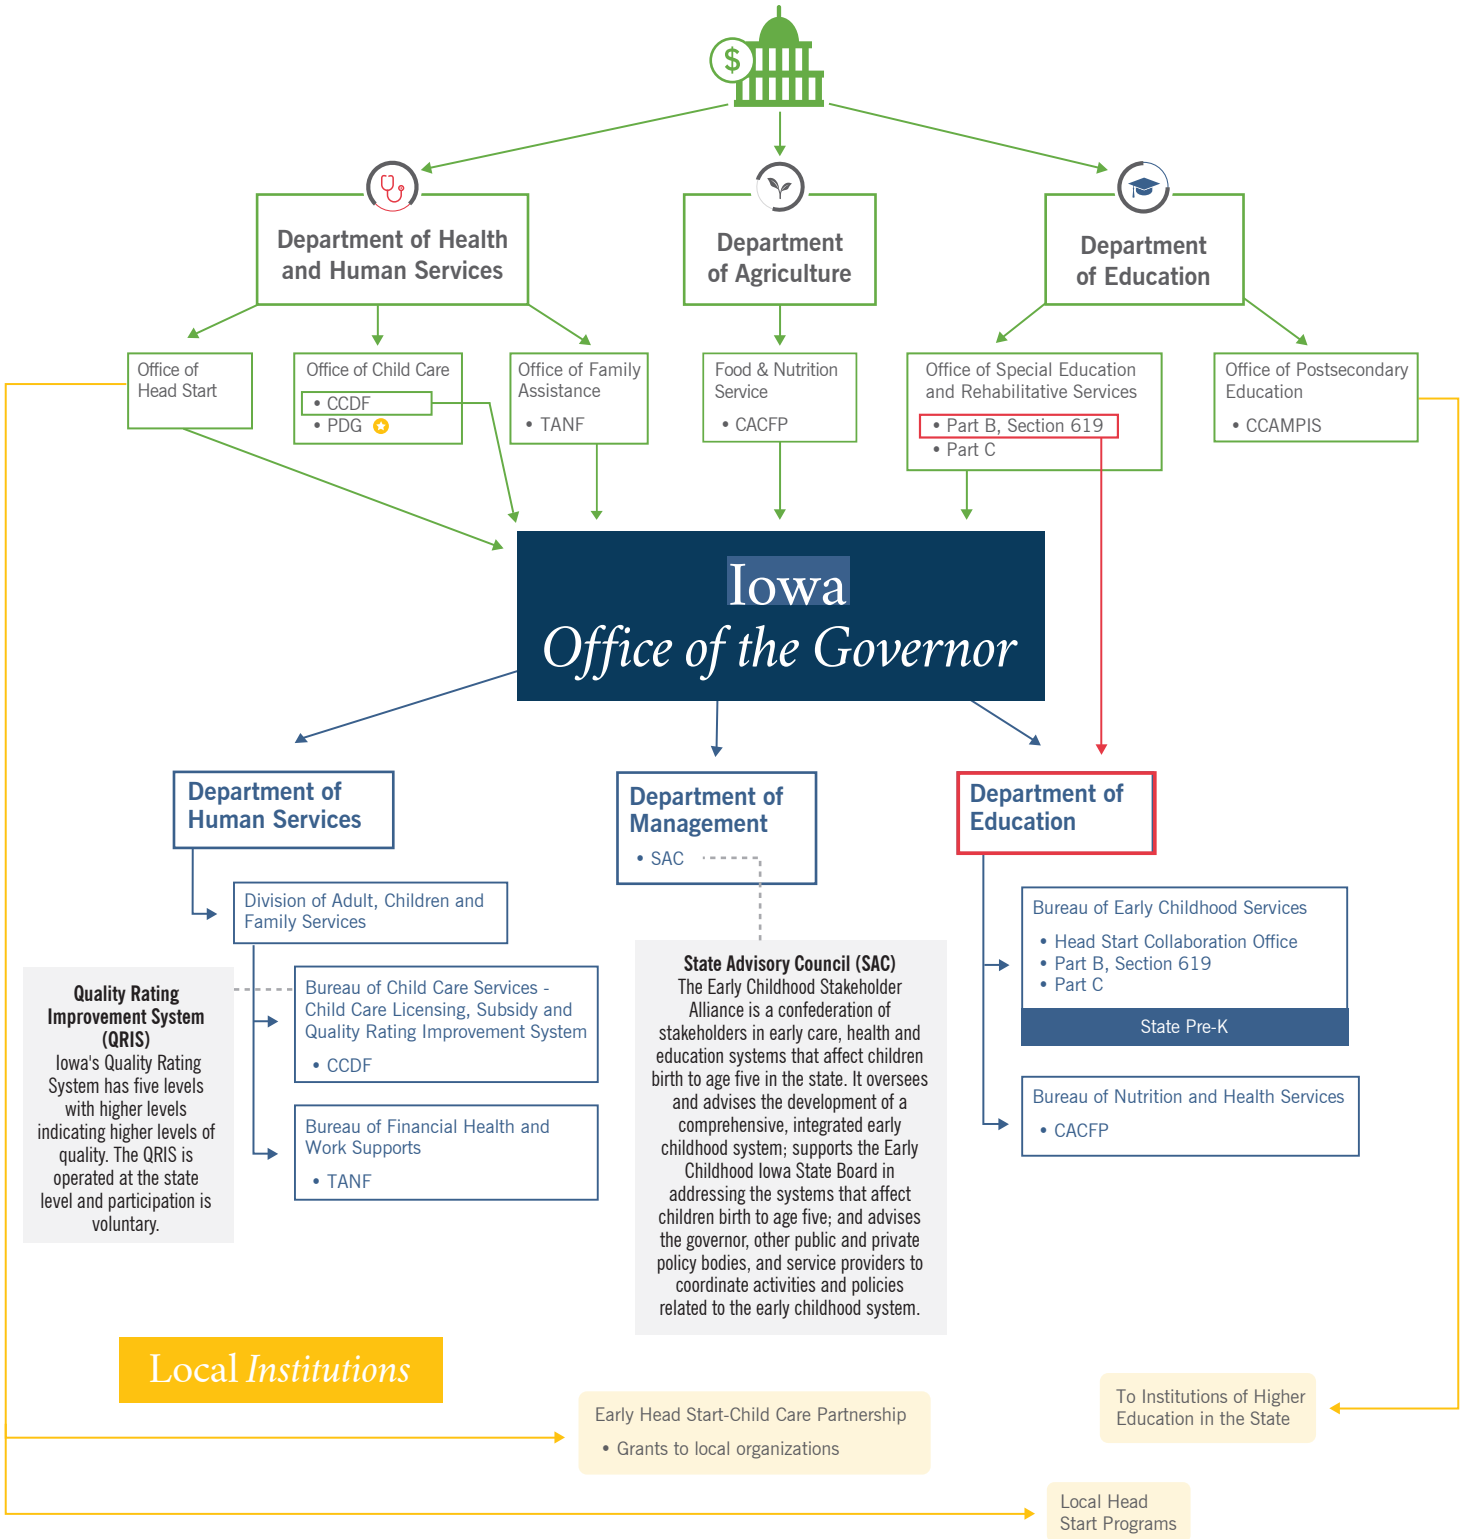 $
Department of Health
and Human Services
Department
of Agriculture
Department
of Education
Office of
Head Start
Office of Child Care
• CCDF
• PDG
Office of Family
Assistance
• TANF
Food & Nutrition
Service
• CACFP
Office of Special Education
and Rehabilitative Services
• Part B, Section 619
• Part C
Office of Postsecondary
Education
• CCAMPIS
Iowa
Office of the Governor
Department of
Human Services
Department of
Management
• SAC
Department of
Education
Division of Adult, Children and
Family Services
Bureau of Child Care Services -
Child Care Licensing, Subsidy and
Quality Rating Improvement System
• CCDF
Bureau of Financial Health and
Work Supports
• TANF
Quality Rating
Improvement System
(QRIS)
Iowa's Quality Rating
System has five levels
with higher levels
indicating higher levels of
quality. The QRIS is
operated at the state
level and participation is
voluntary.
State Advisory Council (SAC)
The Early Childhood Stakeholder
Alliance is a confederation of
stakeholders in early care, health and
education systems that affect children
birth to age five in the state. It oversees
and advises the development of a
comprehensive, integrated early
childhood system; supports the Early
Childhood Iowa State Board in
addressing the systems that affect
children birth to age five; and advises
the governor, other public and private
policy bodies, and service providers to
coordinate activities and policies
related to the early childhood system.
Bureau of Early Childhood Services
• Head Start Collaboration Office
• Part B, Section 619
• Part C
State Pre-K
Bureau of Nutrition and Health Services
• CACFP
Local Institutions
Early Head Start-Child Care Partnership
• Grants to local organizations
To Institutions of Higher
Education in the State
Local Head
Start Programs